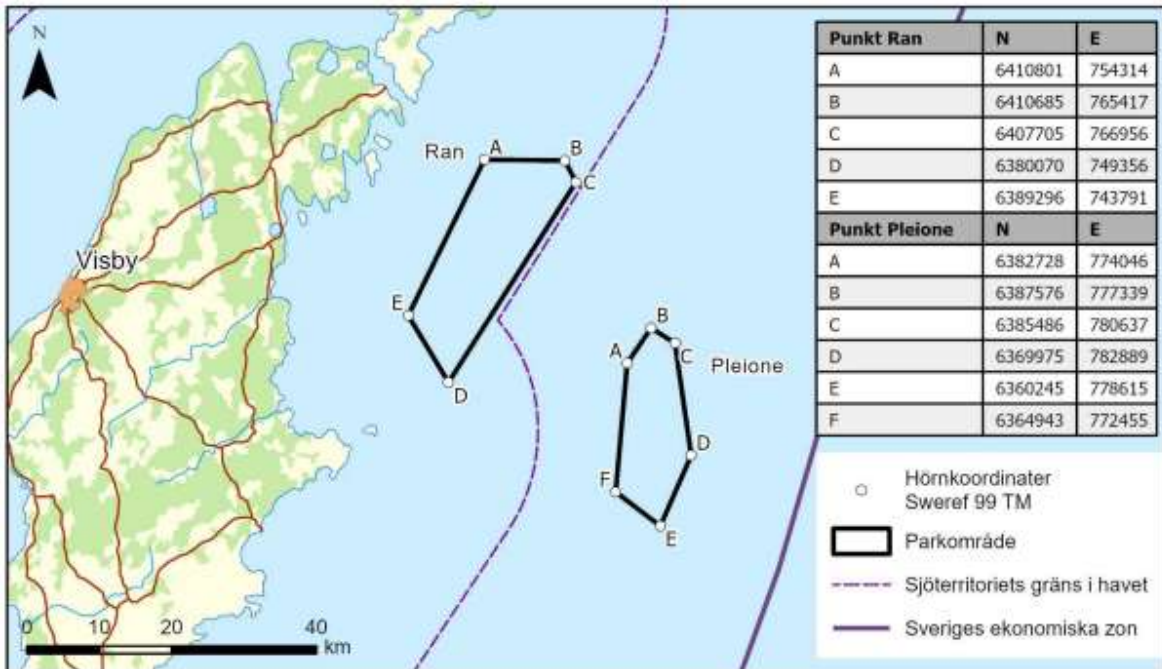 N
Ran
A
B
C
Visby
E
D
B
A
C
Pleione
D
F
E
0 10 20 40
km
Punkt Ran N E
A 6410801 754314
B 6410685 765417
C 6407705 766956
D 6380070 749356
E 6389296 743791
Punkt Pleione N E
A 6382728 774046
B 6387576 777339
C 6385486 780637
D 6369975 782889
E 6360245 778615
F 6364943 772455
Hörnkoordinater
Sweref 99 TM
Parkområde
Sjöterritoriets gräns i havet
Sveriges ekonomiska zon